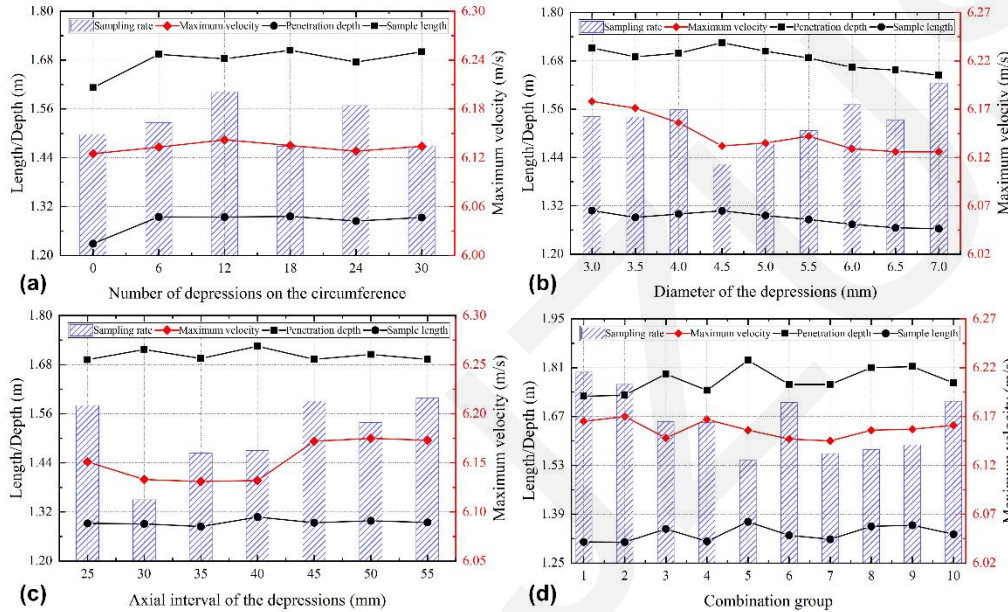 (a)
Length/Depth (m)
1.80
1.68
1.56
1.44
1.32
1.20
Sampling rate Maximum velocity Penetration depth Sample length
6.30
6.24
6.18
6.12
6.06
6.00
Maximum velocity (m/s)
0 6 12 18 24 30
Number of depressions on the circumference
(b)
Length/Depth (m)
1.80
1.68
1.56
1.44
1.32
1.20
Sampling rate Maximum velocity Penetration depth Sample length
6.27
6.22
6.17
6.12
6.07
6.02
Maximum velocity (m/s)
3.0 3.5 4.0 4.5 5.0 5.5 6.0 6.5 7.0
Diameter of the depressions (mm)
(c)
Length/Depth (m)
1.80
1.68
1.56
1.44
1.32
1.20
Sampling rate Maximum velocity Penetration depth Sample length
6.30
6.25
6.20
6.15
6.10
6.05
Maximum velocity (m/s)
25 30 35 40 45 50 55
Axial interval of the depressions (mm)
(d)
Length/Depth (m)
1.95
1.81
1.67
1.53
1.39
1.25
Sampling rate Maximum velocity Penetration depth Sample length
6.27
6.22
6.17
6.12
6.07
6.02
Maximum velocity (m/s)
1 2 3 4 5 6 7 8 9 10
Combination group